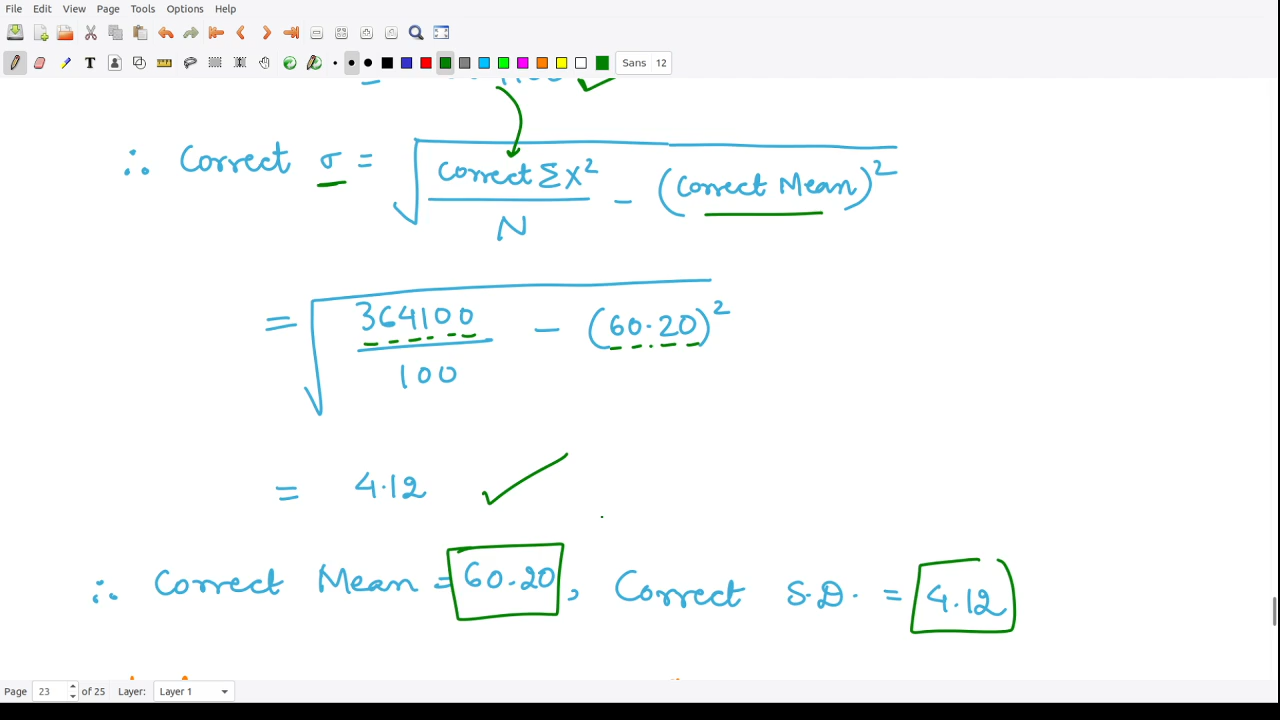 File Edit View Page Tools Options Help
Sans 12
∴ Correct σ = √(Correct ΣX² / N − (Correct Mean)²)
= √(364100 / 100 − (60.20)²)
= 4.12
∴ Correct Mean = 60.20, Correct S.D. = 4.12
Page 23 of 25 Layer: Layer 1